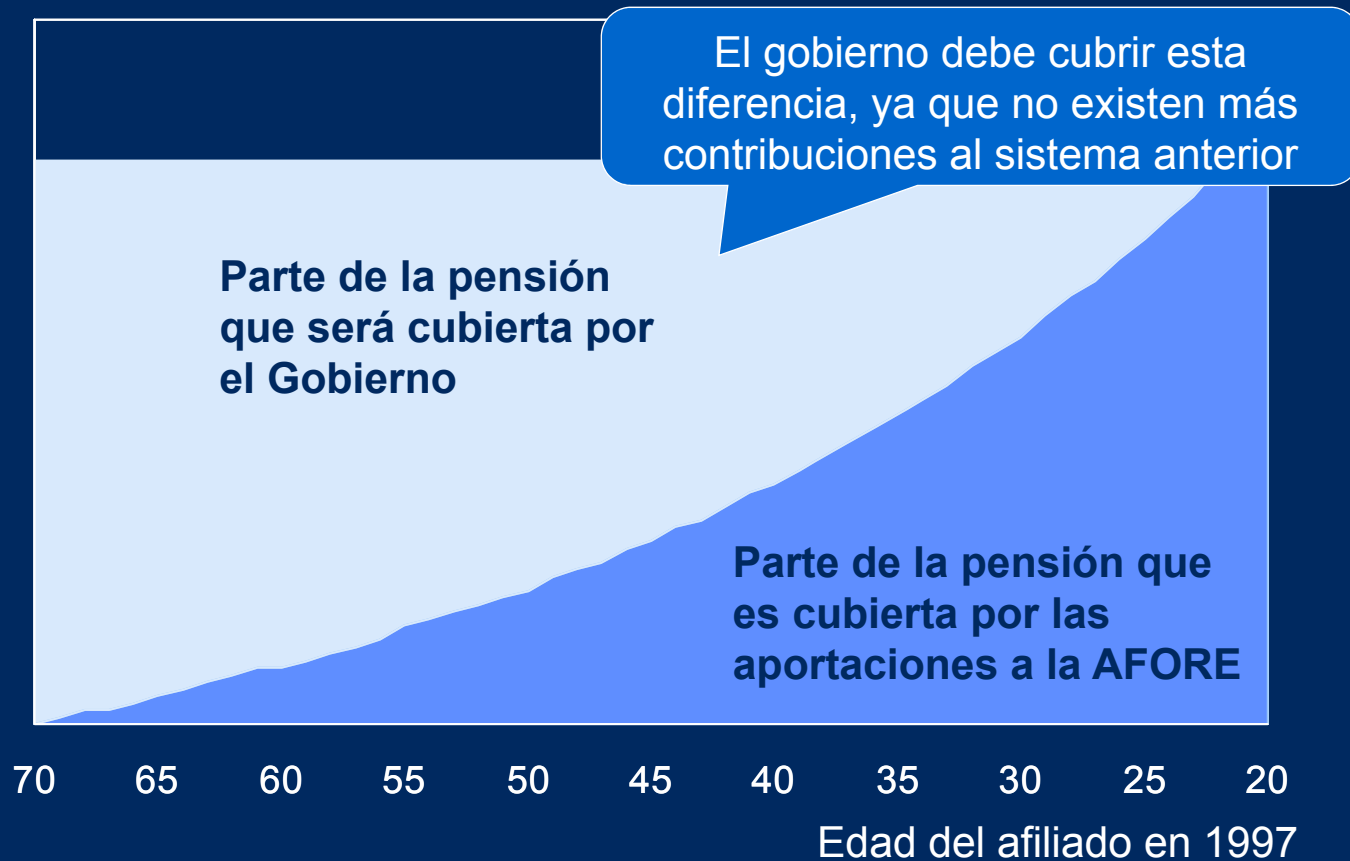 El gobierno debe cubrir esta
diferencia, ya que no existen más
contribuciones al sistema anterior
Parte de la pensión
que será cubierta por
el Gobierno
Parte de la pensión que
es cubierta por las
aportaciones a la AFORE
70 65 60 55 50 45 40 35 30 25 20
Edad del afiliado en 1997